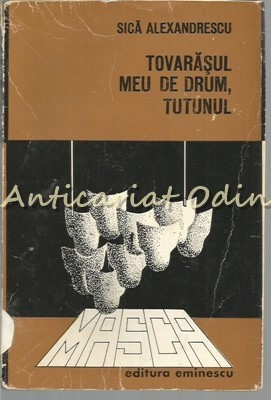 SICĂ ALEXANDRESCU
TOVARĂȘUL
MEU DE DRUM,
TUTUNUL
Anticariat Odin
MASCA
editura eminescu